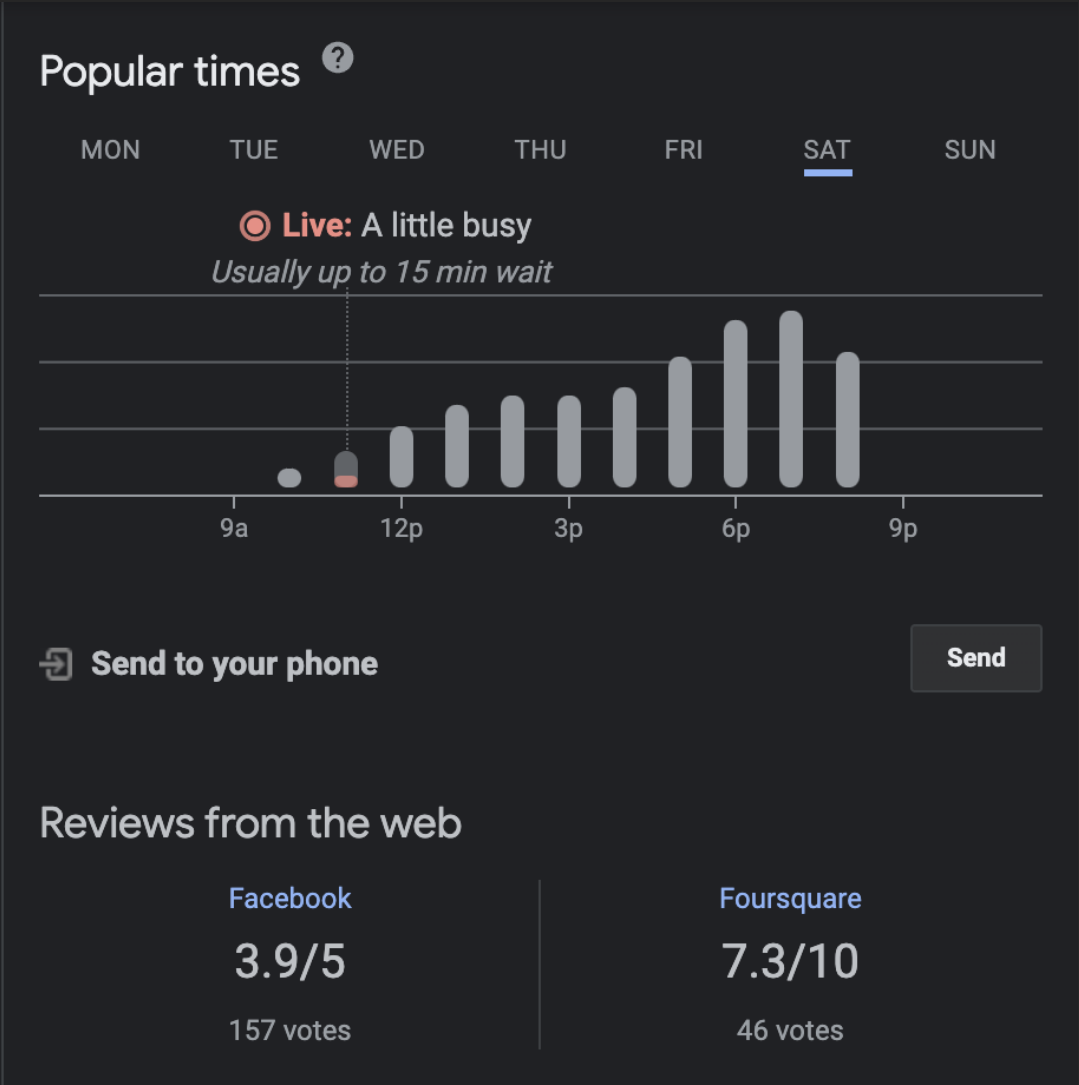 Popular times ?
MON TUE WED THU FRI SAT SUN
Live: A little busy
Usually up to 15 min wait
9a 12p 3p 6p 9p
Send to your phone Send
Reviews from the web
Facebook Foursquare
3.9/5 7.3/10
157 votes 46 votes